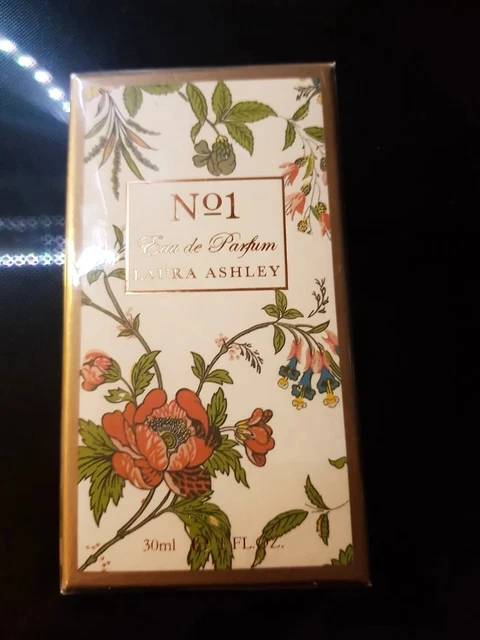 Nº1
Eau de Parfum
LAURA ASHLEY
30ml FL.OZ.